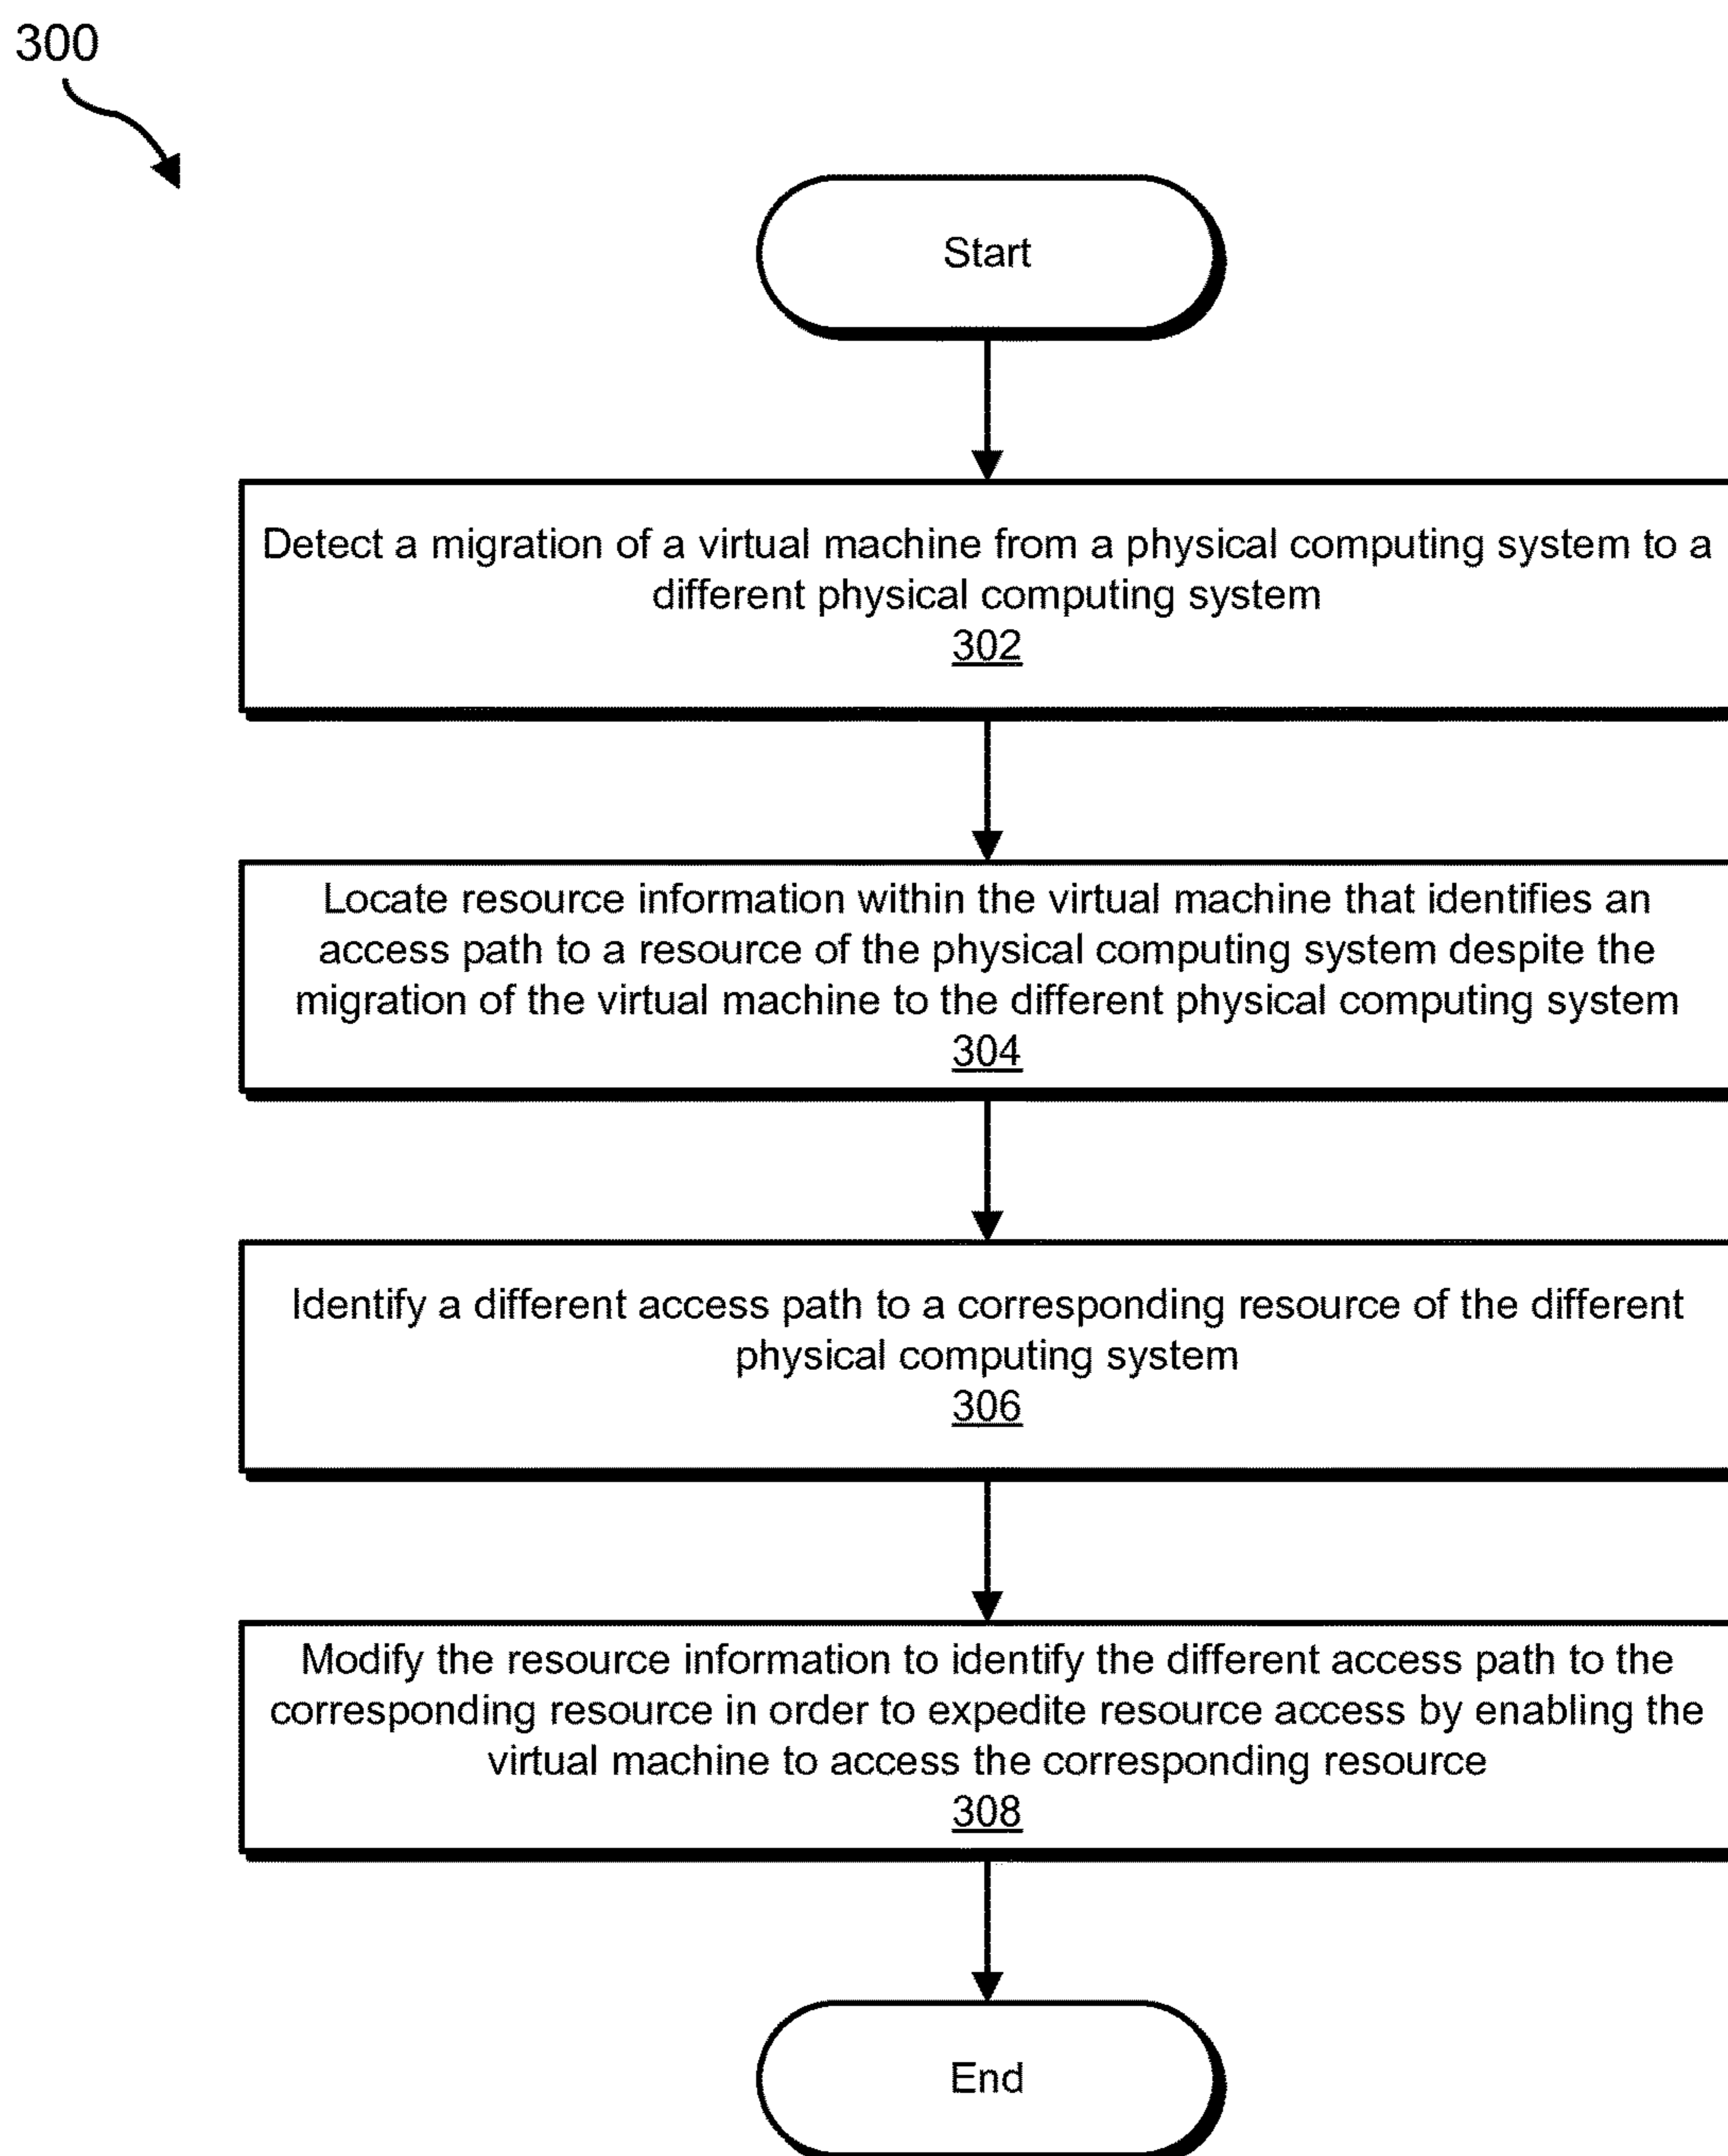 300
Start
Detect a migration of a virtual machine from a physical computing system to a
different physical computing system
302
Locate resource information within the virtual machine that identifies an
access path to a resource of the physical computing system despite the
migration of the virtual machine to the different physical computing system
304
Identify a different access path to a corresponding resource of the different
physical computing system
306
Modify the resource information to identify the different access path to the
corresponding resource in order to expedite resource access by enabling the
virtual machine to access the corresponding resource
308
End